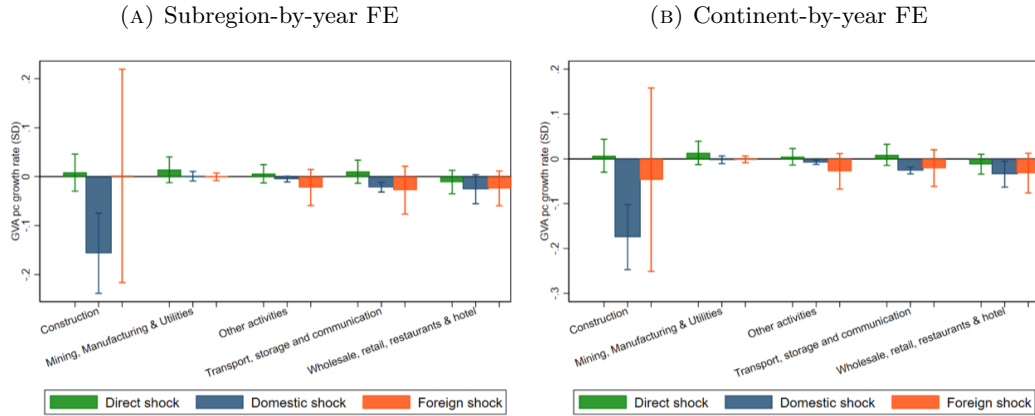 (A) Subregion-by-year FE
(B) Continent-by-year FE
GVA pc growth rate (SD)
.2
.1
0
-.1
-.2
Construction
Mining, Manufacturing & Utilities
Other activities
Transport, storage and communication
Wholesale, retail, restaurants & hotel
Direct shock Domestic shock Foreign shock
GVA pc growth rate (SD)
.2
.1
0
-.1
-.2
-.3
Construction
Mining, Manufacturing & Utilities
Other activities
Transport, storage and communication
Wholesale, retail, restaurants & hotel
Direct shock Domestic shock Foreign shock